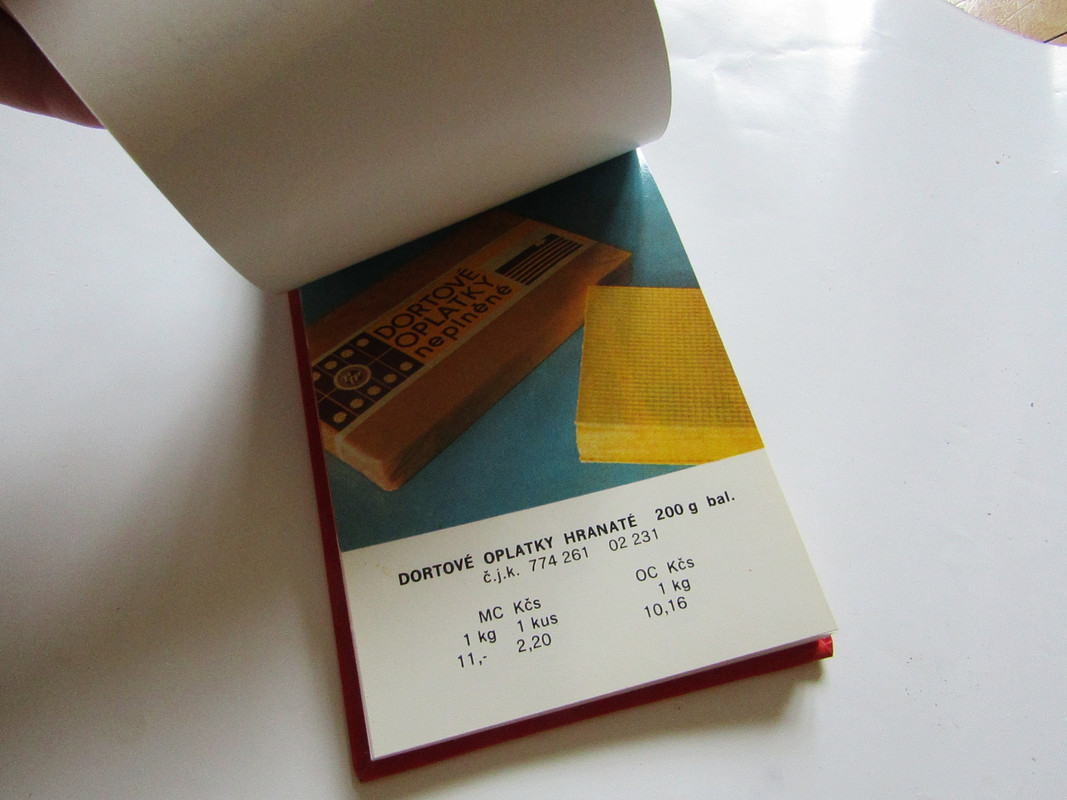 DORTOVÉ
OPLATKY
neplněné
DORTOVÉ OPLATKY HRANATÉ 200 g bal.
č.j.k. 774 261 02 231
MC Kčs
1 kg 1 kus
11,- 2,20
OC Kčs
1 kg
10,16